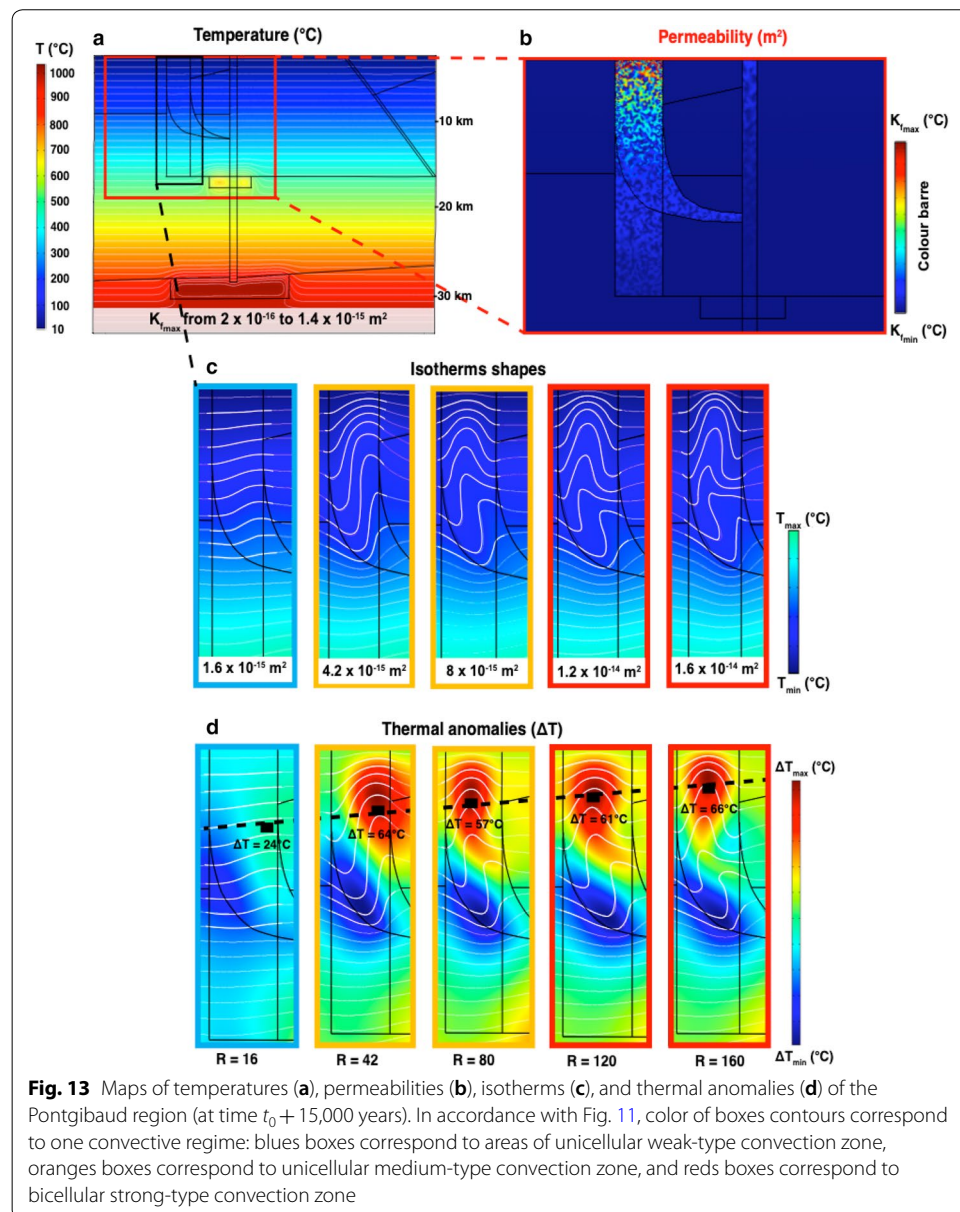 a
Temperature (°C)
b
Permeability (m²)
T (°C)
1000
900
800
700
600
500
400
300
200
100
10
-10 km
-20 km
-30 km
K_fmax from 2 x 10⁻¹⁶ to 1.4 x 10⁻¹⁵ m²
K_fmax (°C)
Colour barre
K_fmin (°C)
c
Isotherms shapes
1.6 x 10⁻¹⁵ m²
4.2 x 10⁻¹⁵ m²
8 x 10⁻¹⁵ m²
1.2 x 10⁻¹⁴ m²
1.6 x 10⁻¹⁴ m²
T_max (°C)
T_min (°C)
d
Thermal anomalies (ΔT)
ΔT = 24°C
ΔT = 64°C
ΔT = 57°C
ΔT = 61°C
ΔT = 66°C
ΔT_max (°C)
ΔT_min (°C)
R = 16
R = 42
R = 80
R = 120
R = 160
Fig. 13 Maps of temperatures (a), permeabilities (b), isotherms (c), and thermal anomalies (d) of the
Pontgibaud region (at time t₀ + 15,000 years). In accordance with Fig. 11, color of boxes contours correspond
to one convective regime: blues boxes correspond to areas of unicellular weak-type convection zone,
oranges boxes correspond to unicellular medium-type convection zone, and reds boxes correspond to
bicellular strong-type convection zone